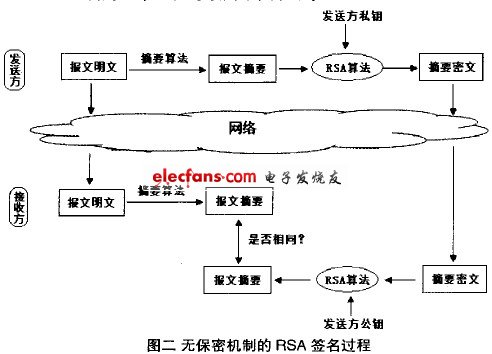 发送方私钥
发送方
报文明文
摘要算法
报文摘要
RSA算法
摘要密文
网络
elecfans·com 电子发烧友
接收方
报文明文
摘要算法
报文摘要
是否相同?
报文摘要
RSA算法
摘要密文
发送方公钥
图二 无保密机制的 RSA 签名过程